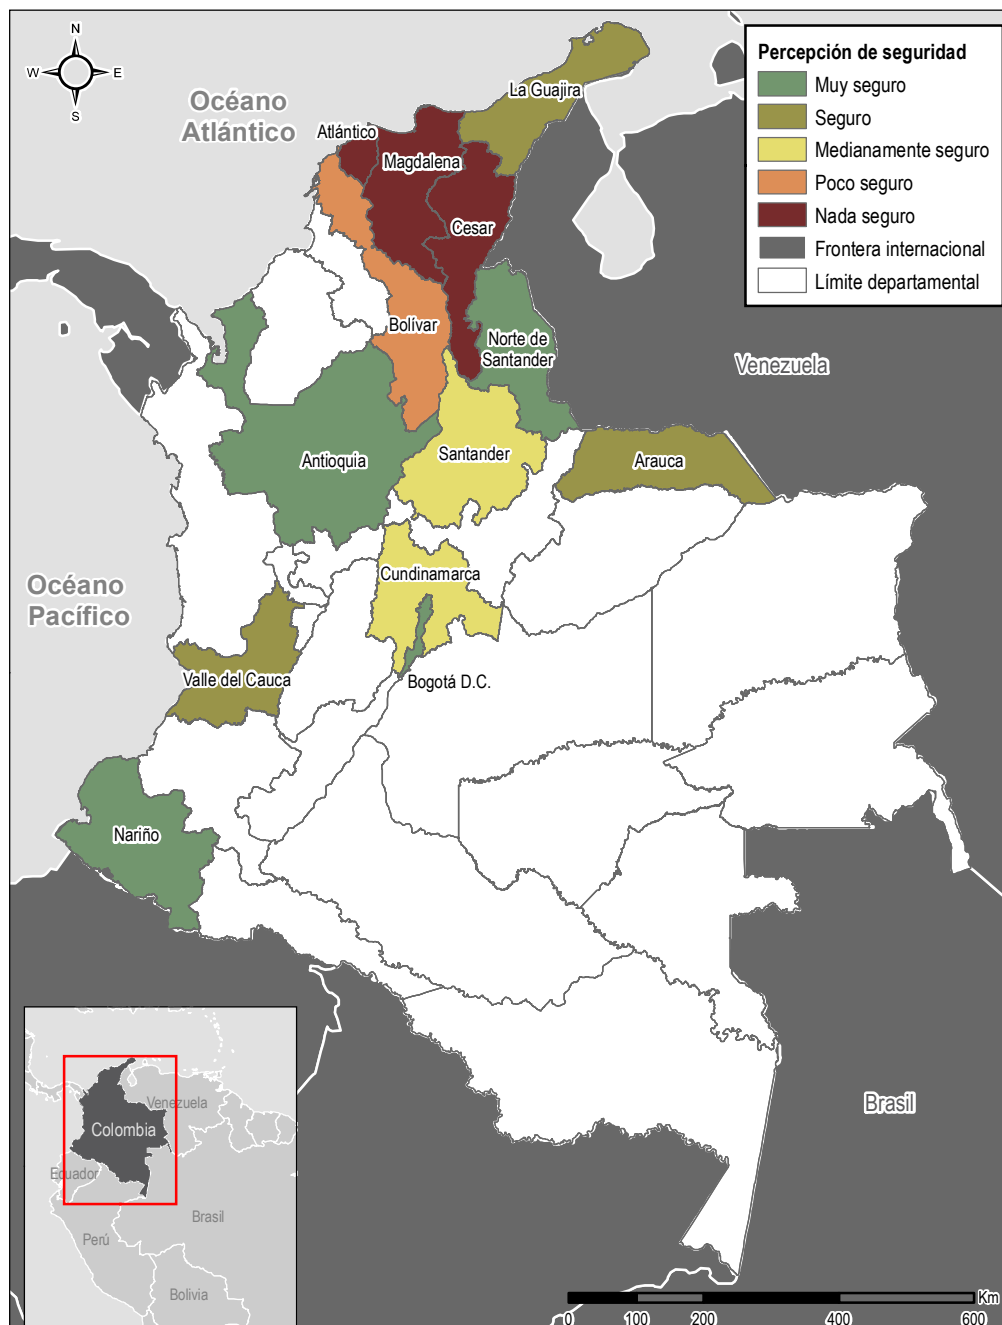 N
W
E
S
Océano
Atlántico
La Guajira
Atlántico
Magdalena
Cesar
Bolívar
Norte de
Santander
Antioquia
Santander
Arauca
Venezuela
Océano
Pacífico
Cundinamarca
Valle del Cauca
Bogotá D.C.
Nariño
Brasil
Percepción de seguridad
Muy seguro
Seguro
Medianamente seguro
Poco seguro
Nada seguro
Frontera internacional
Límite departamental
Venezuela
Colombia
Ecuador
Brasil
Perú
Bolivia
Km
0
100
200
400
600